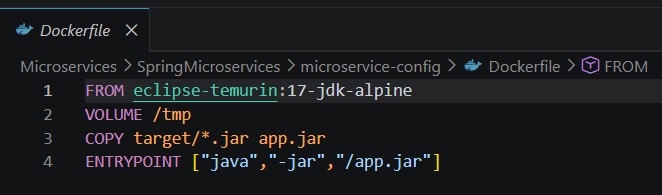 Dockerfile
Microservices > SpringMicroservices > microservice-config > Dockerfile > FROM
1 FROM eclipse-temurin:17-jdk-alpine
2 VOLUME /tmp
3 COPY target/*.jar app.jar
4 ENTRYPOINT ["java","-jar","/app.jar"]